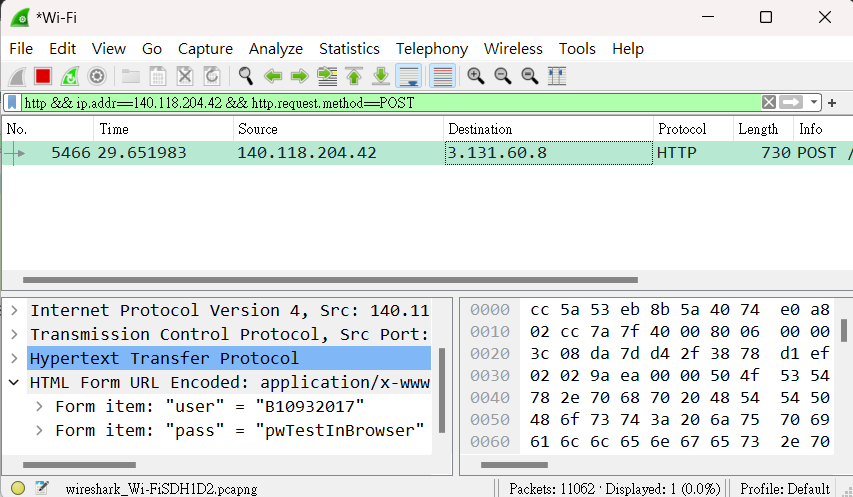 *Wi-Fi
File Edit View Go Capture Analyze Statistics Telephony Wireless Tools Help
http && ip.addr==140.118.204.42 && http.request.method==POST
No. Time Source Destination Protocol Length Info
5466 29.651983 140.118.204.42 3.131.60.8 HTTP 730 POST /
Internet Protocol Version 4, Src: 140.11
Transmission Control Protocol, Src Port:
Hypertext Transfer Protocol
HTML Form URL Encoded: application/x-www
Form item: "user" = "B10932017"
Form item: "pass" = "pwTestInBrowser"
0000 cc 5a 53 eb 8b 5a 40 74 e0 a8
0010 02 cc 7a 7f 40 00 80 06 00 00
0020 3c 08 da 7d d4 2f 38 78 d1 ef
0030 02 02 9a ea 00 00 50 4f 53 54
0040 78 2e 70 68 70 20 48 54 54 50
0050 48 6f 73 74 3a 20 6a 75 70 69
0060 61 6c 6c 65 6e 67 65 73 2e 70
wireshark_Wi-FiSDH1D2.pcapng
Packets: 11062 · Displayed: 1 (0.0%)
Profile: Default